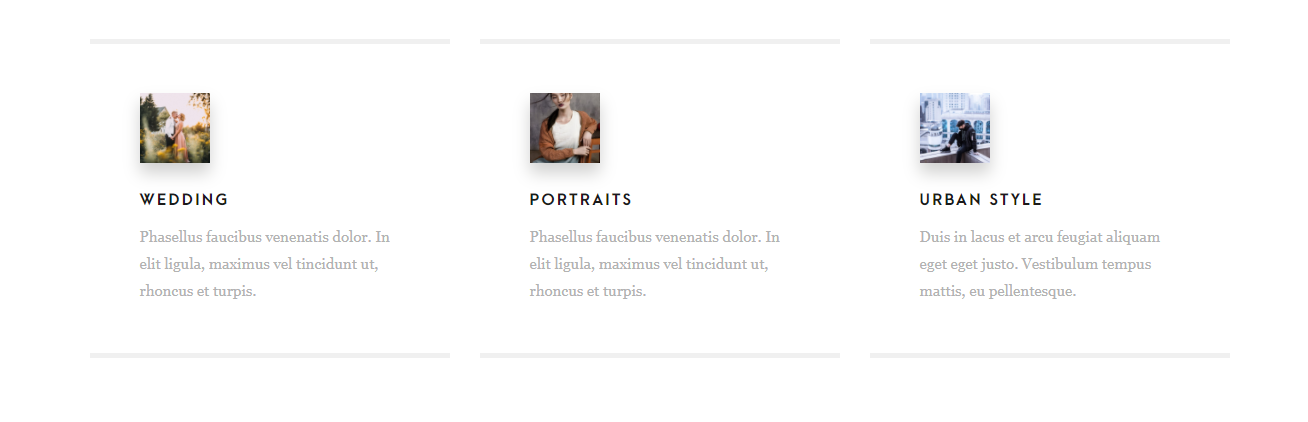 WEDDING
Phasellus faucibus venenatis dolor. In
elit ligula, maximus vel tincidunt ut,
rhoncus et turpis.
PORTRAITS
Phasellus faucibus venenatis dolor. In
elit ligula, maximus vel tincidunt ut,
rhoncus et turpis.
URBAN STYLE
Duis in lacus et arcu feugiat aliquam
eget eget justo. Vestibulum tempus
mattis, eu pellentesque.